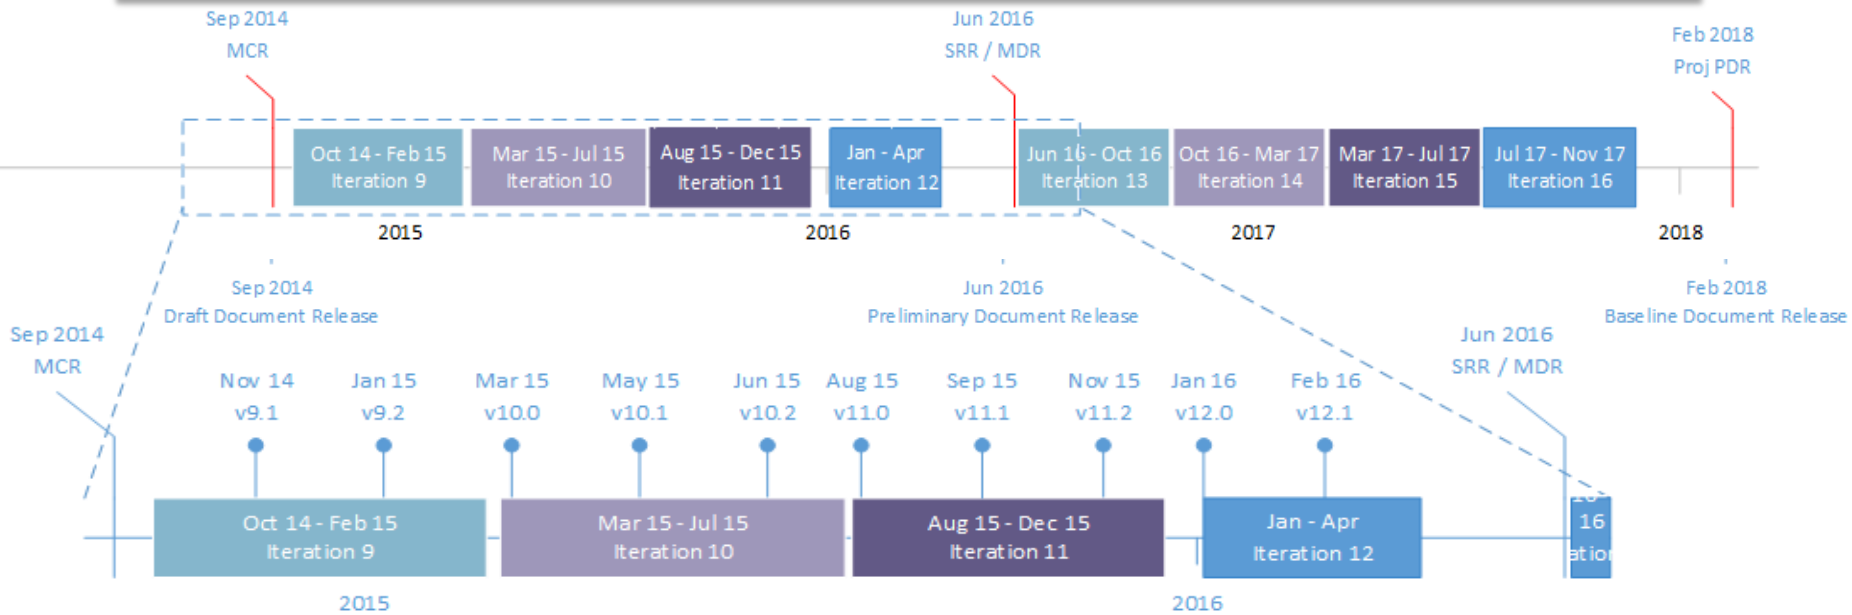 Sep 2014
MCR
Jun 2016
SRR / MDR
Feb 2018
Proj PDR
Oct 14 - Feb 15
Iteration 9
Mar 15 - Jul 15
Iteration 10
Aug 15 - Dec 15
Iteration 11
Jan - Apr
Iteration 12
Jun 16 - Oct 16
Iteration 13
Oct 16 - Mar 17
Iteration 14
Mar 17 - Jul 17
Iteration 15
Jul 17 - Nov 17
Iteration 16
2015
2016
2017
2018
Sep 2014
Draft Document Release
Jun 2016
Preliminary Document Release
Feb 2018
Baseline Document Release
Sep 2014
MCR
Jun 2016
SRR / MDR
Nov 14
v9.1
Jan 15
v9.2
Mar 15
v10.0
May 15
v10.1
Jun 15
v10.2
Aug 15
v11.0
Sep 15
v11.1
Nov 15
v11.2
Jan 16
v12.0
Feb 16
v12.1
Oct 14 - Feb 15
Iteration 9
Mar 15 - Jul 15
Iteration 10
Aug 15 - Dec 15
Iteration 11
Jan - Apr
Iteration 12
16
2015
2016